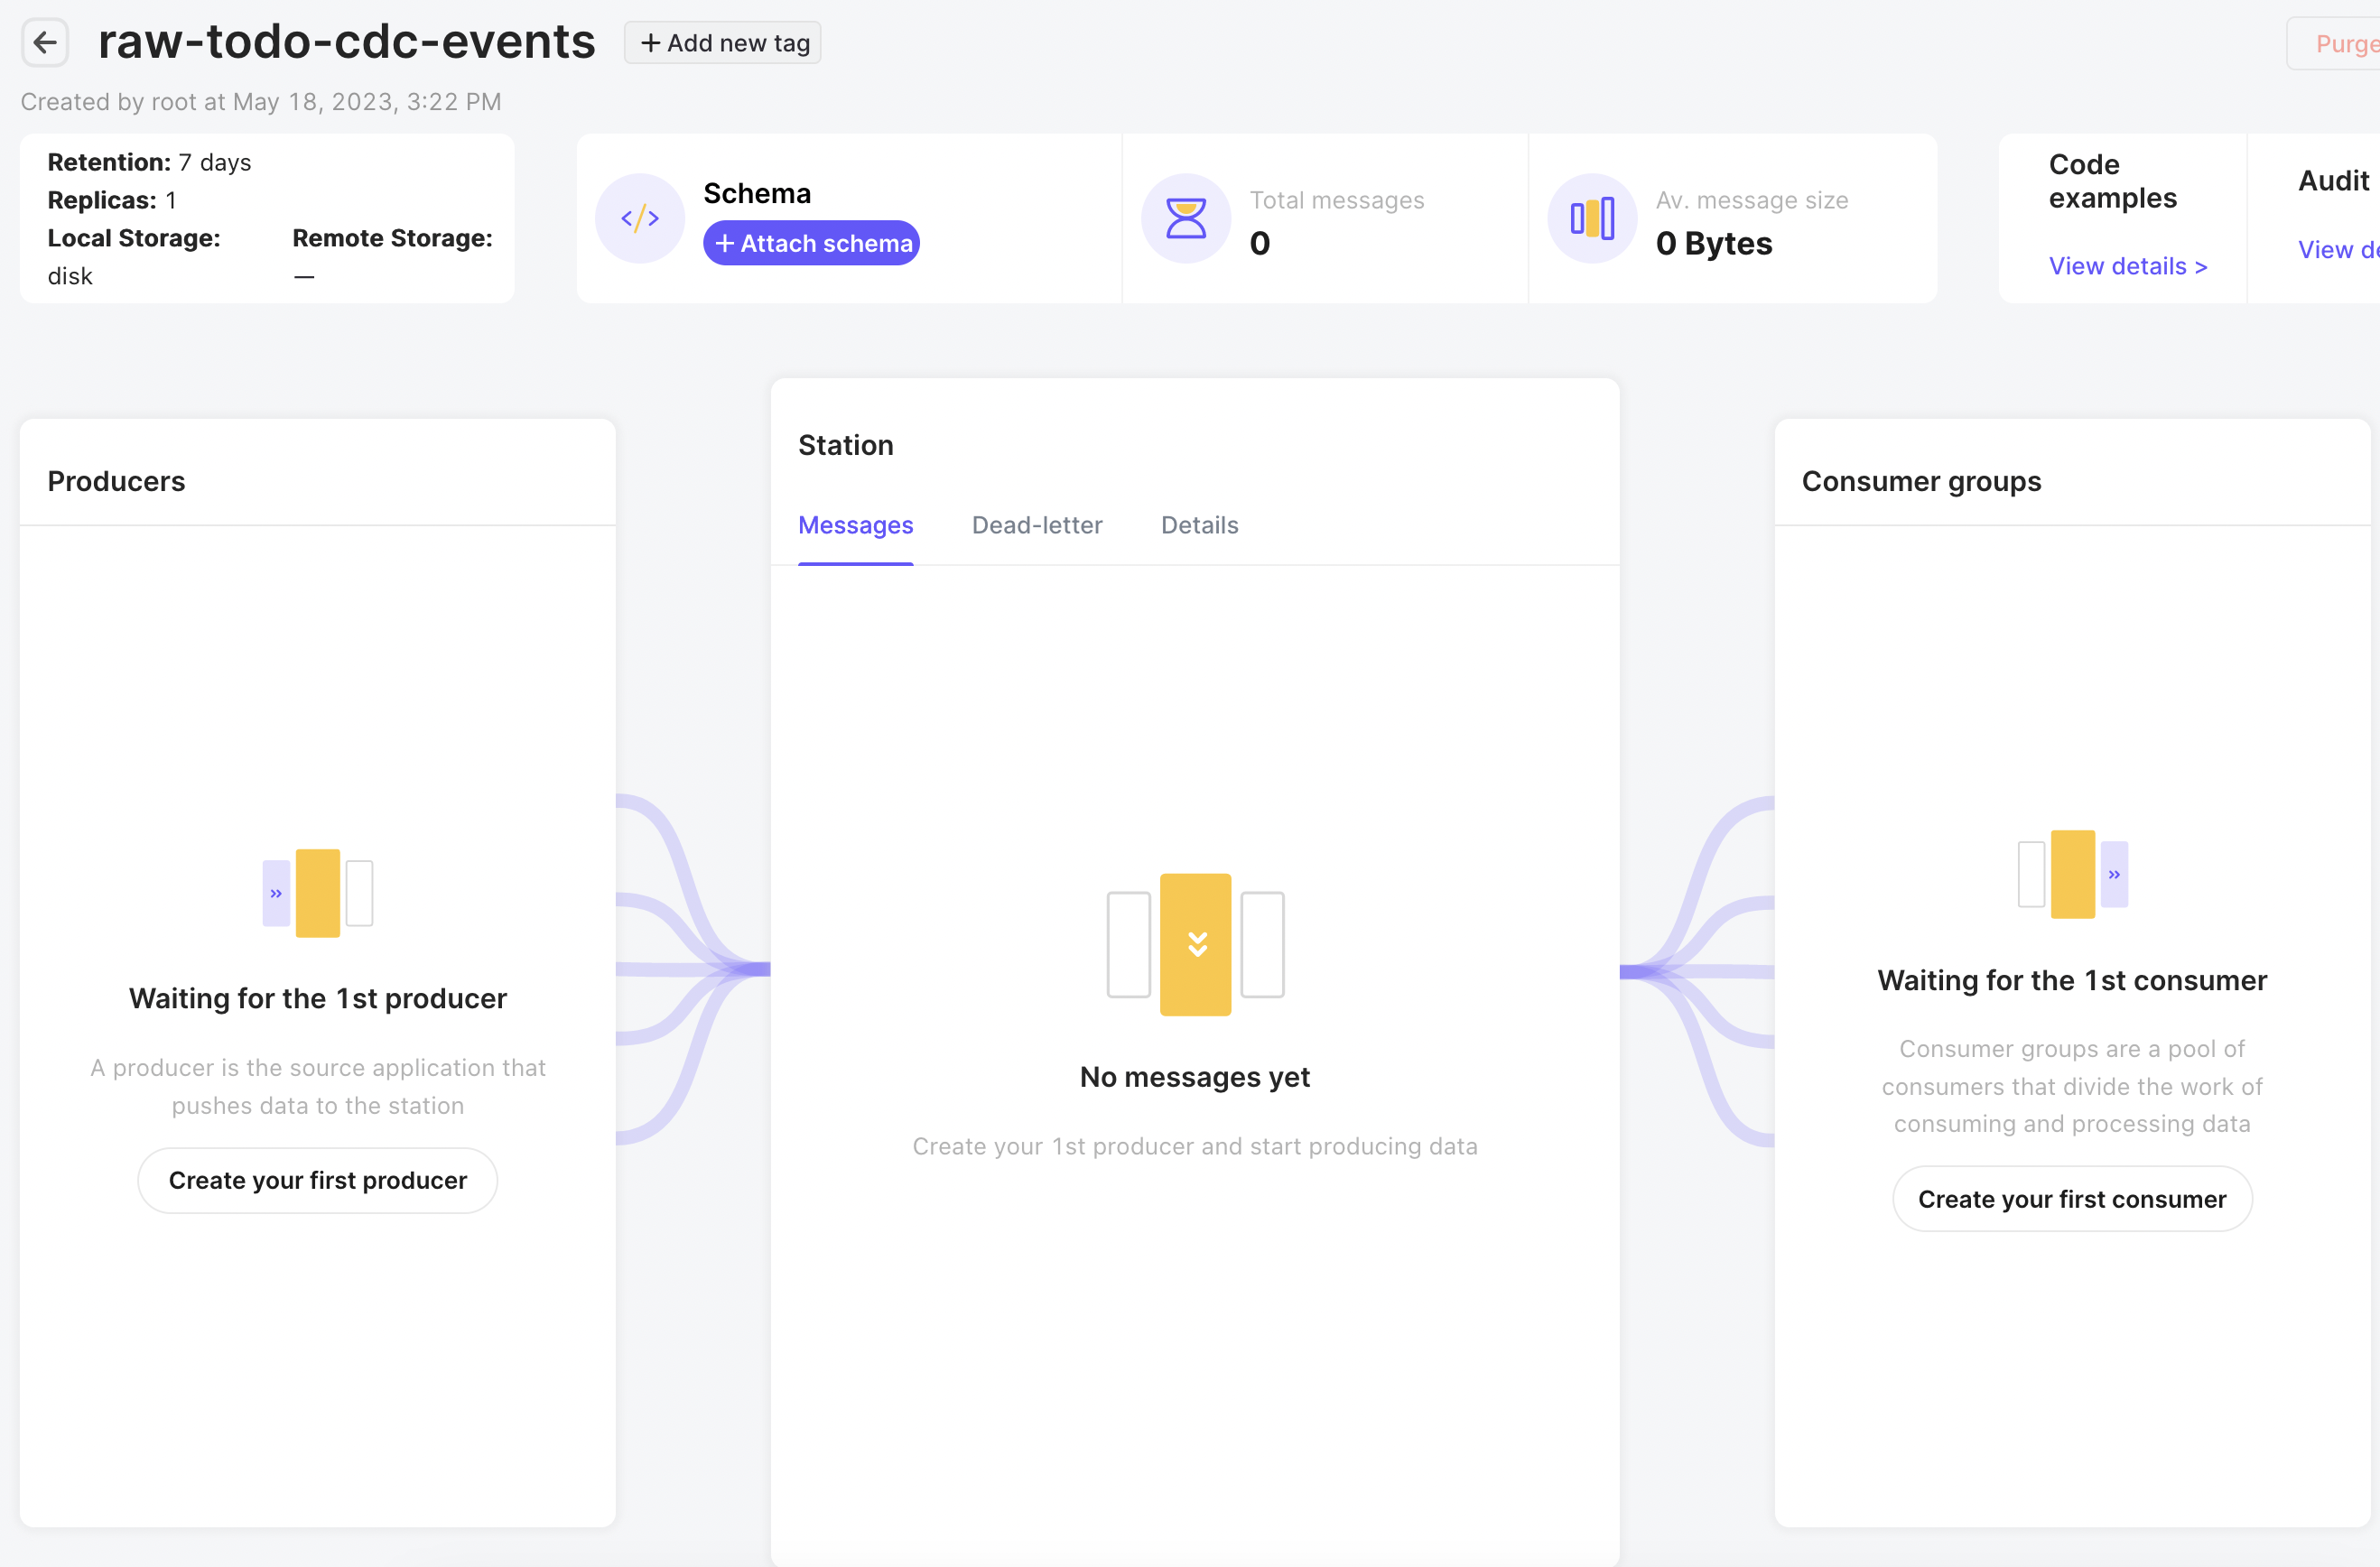 raw-todo-cdc-events
+ Add new tag
Purge
Created by root at May 18, 2023, 3:22 PM
Retention: 7 days
Replicas: 1
Local Storage:
disk
Remote Storage:
—
Schema
+ Attach schema
Total messages
0
Av. message size
0 Bytes
Code
examples
View details >
Audit
View
Producers
Waiting for the 1st producer
A producer is the source application that
pushes data to the station
Create your first producer
Station
Messages Dead-letter Details
No messages yet
Create your 1st producer and start producing data
Consumer groups
Waiting for the 1st consumer
Consumer groups are a pool of
consumers that divide the work of
consuming and processing data
Create your first consumer